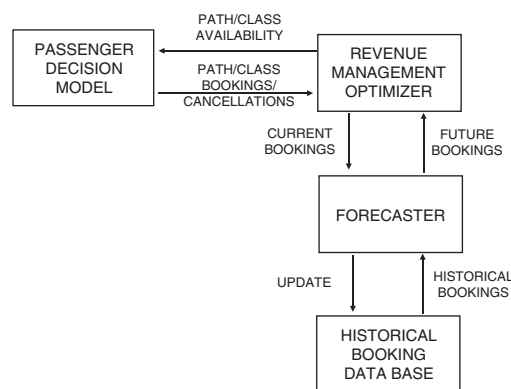 PATH/CLASS
AVAILABILITY
PASSENGER
DECISION
MODEL
REVENUE
MANAGEMENT
OPTIMIZER
PATH/CLASS
BOOKINGS/
CANCELLATIONS
CURRENT
BOOKINGS
FUTURE
BOOKINGS
FORECASTER
UPDATE
HISTORICAL
BOOKINGS
HISTORICAL
BOOKING
DATA BASE